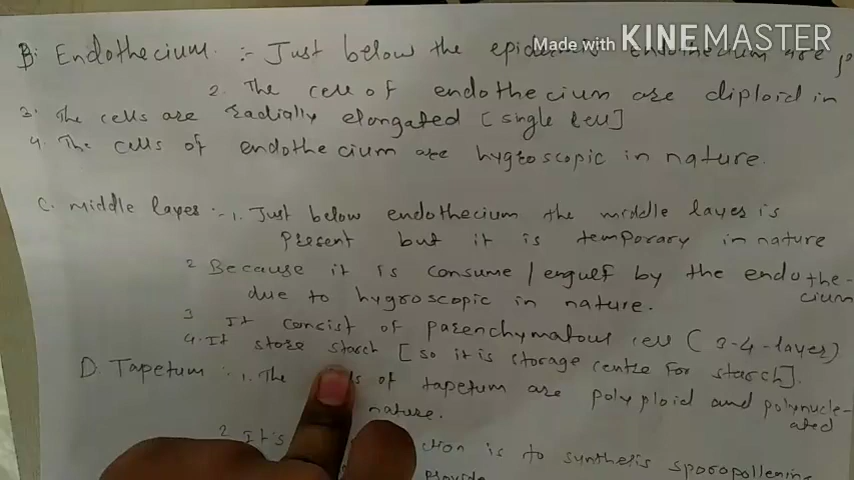 Made with KINEMASTER
B. Endothecium :- Just below the epidermis endothecium are
2. The cell of endothecium are diploid in
3. The cells are radially elongated [single cell]
4. The cells of endothecium are hygroscopic in nature.
C. middle layer :- 1. Just below endothecium the middle layer is
present but it is temporary in nature
2 Because it is consume / enguef by the endothe-
cium
due to hygroscopic in nature.
3 It consist of parenchymatous cell (3-4-layer)
4. It store starch [so it is storage centre for starch].
D. Tapetum :- 1. The of tapetum are polyploid and polynucle-
ated
nature.
2 It's is to synthesis sporopollenin
provide